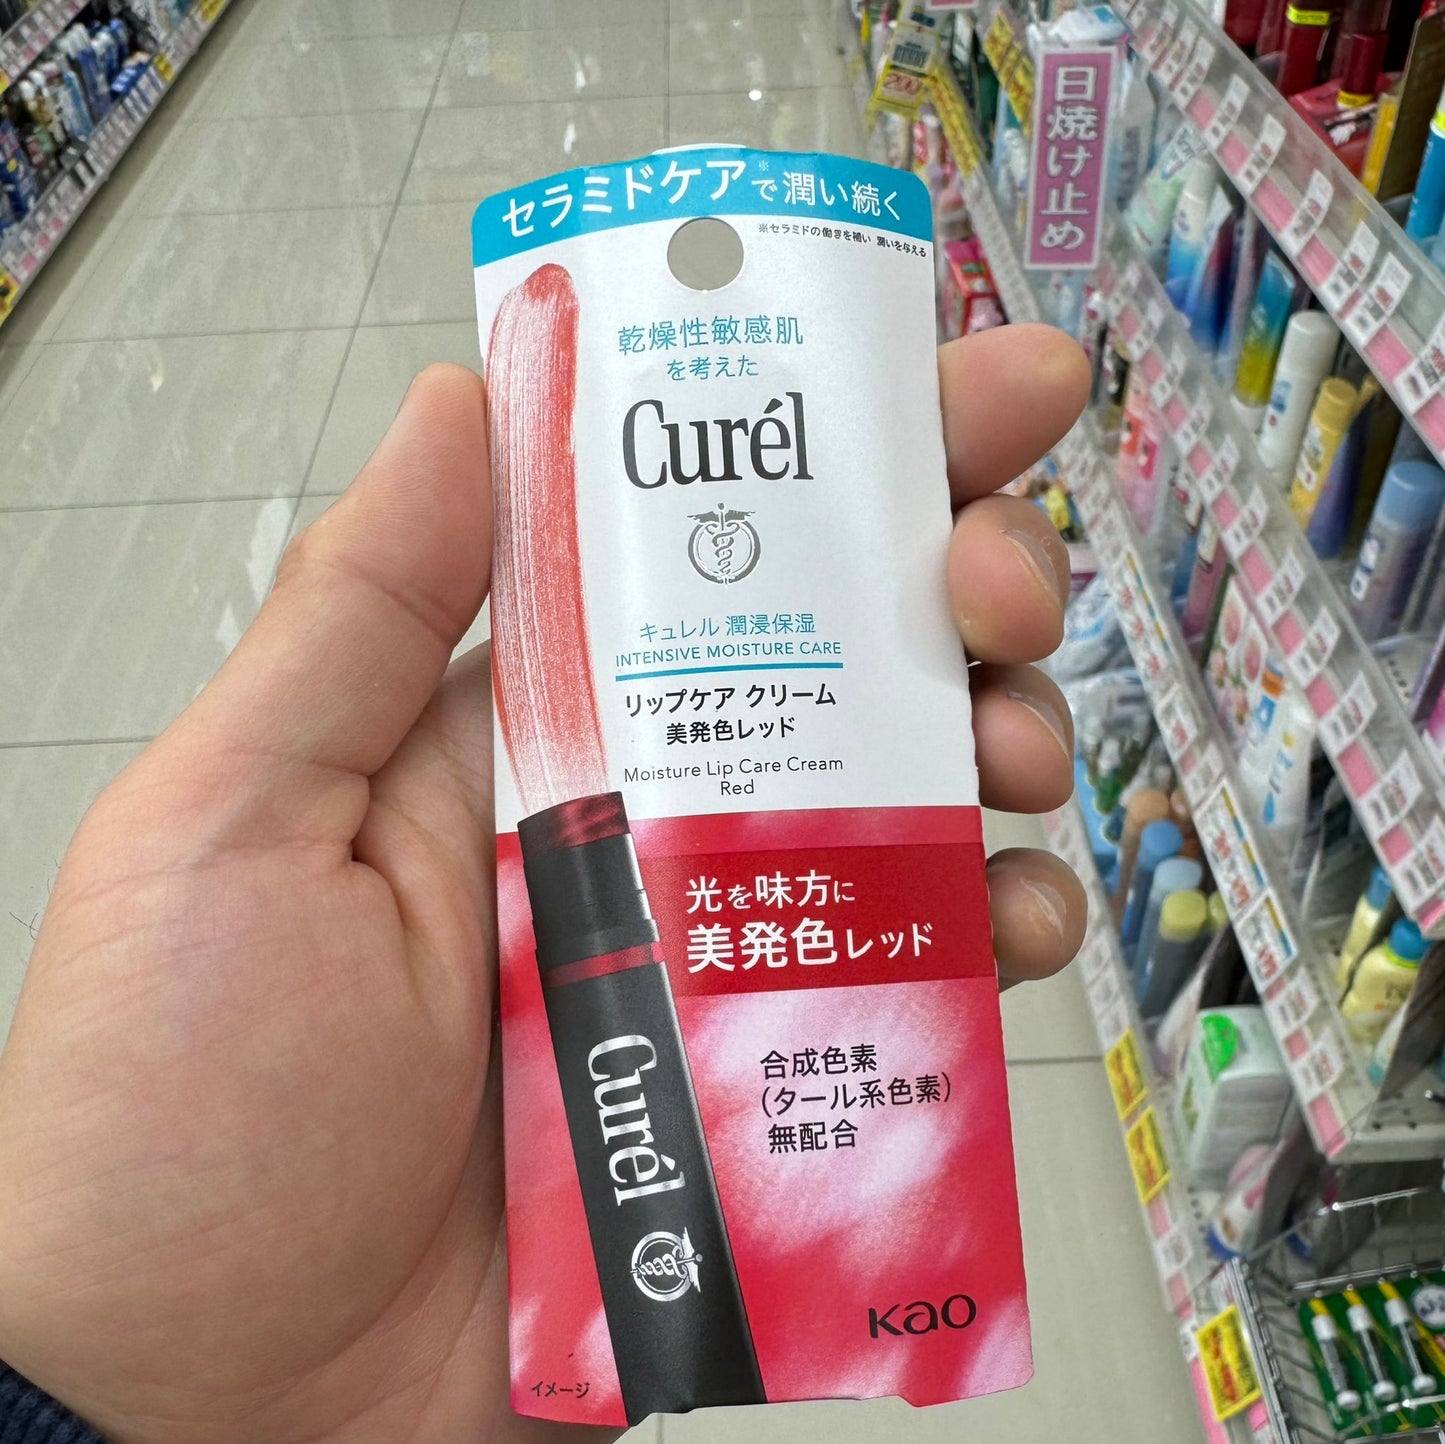 セラミドケア※で潤い続く
※セラミドの働きを補い 潤いを与える
乾燥性敏感肌
を考えた
Curél
キュレル 潤浸保湿
INTENSIVE MOISTURE CARE
リップケア クリーム
美発色レッド
Moisture Lip Care Cream
Red
光を味方に
美発色レッド
合成色素
(タール系色素)
無配合
Curél
Kao
イメージ
日焼け止め